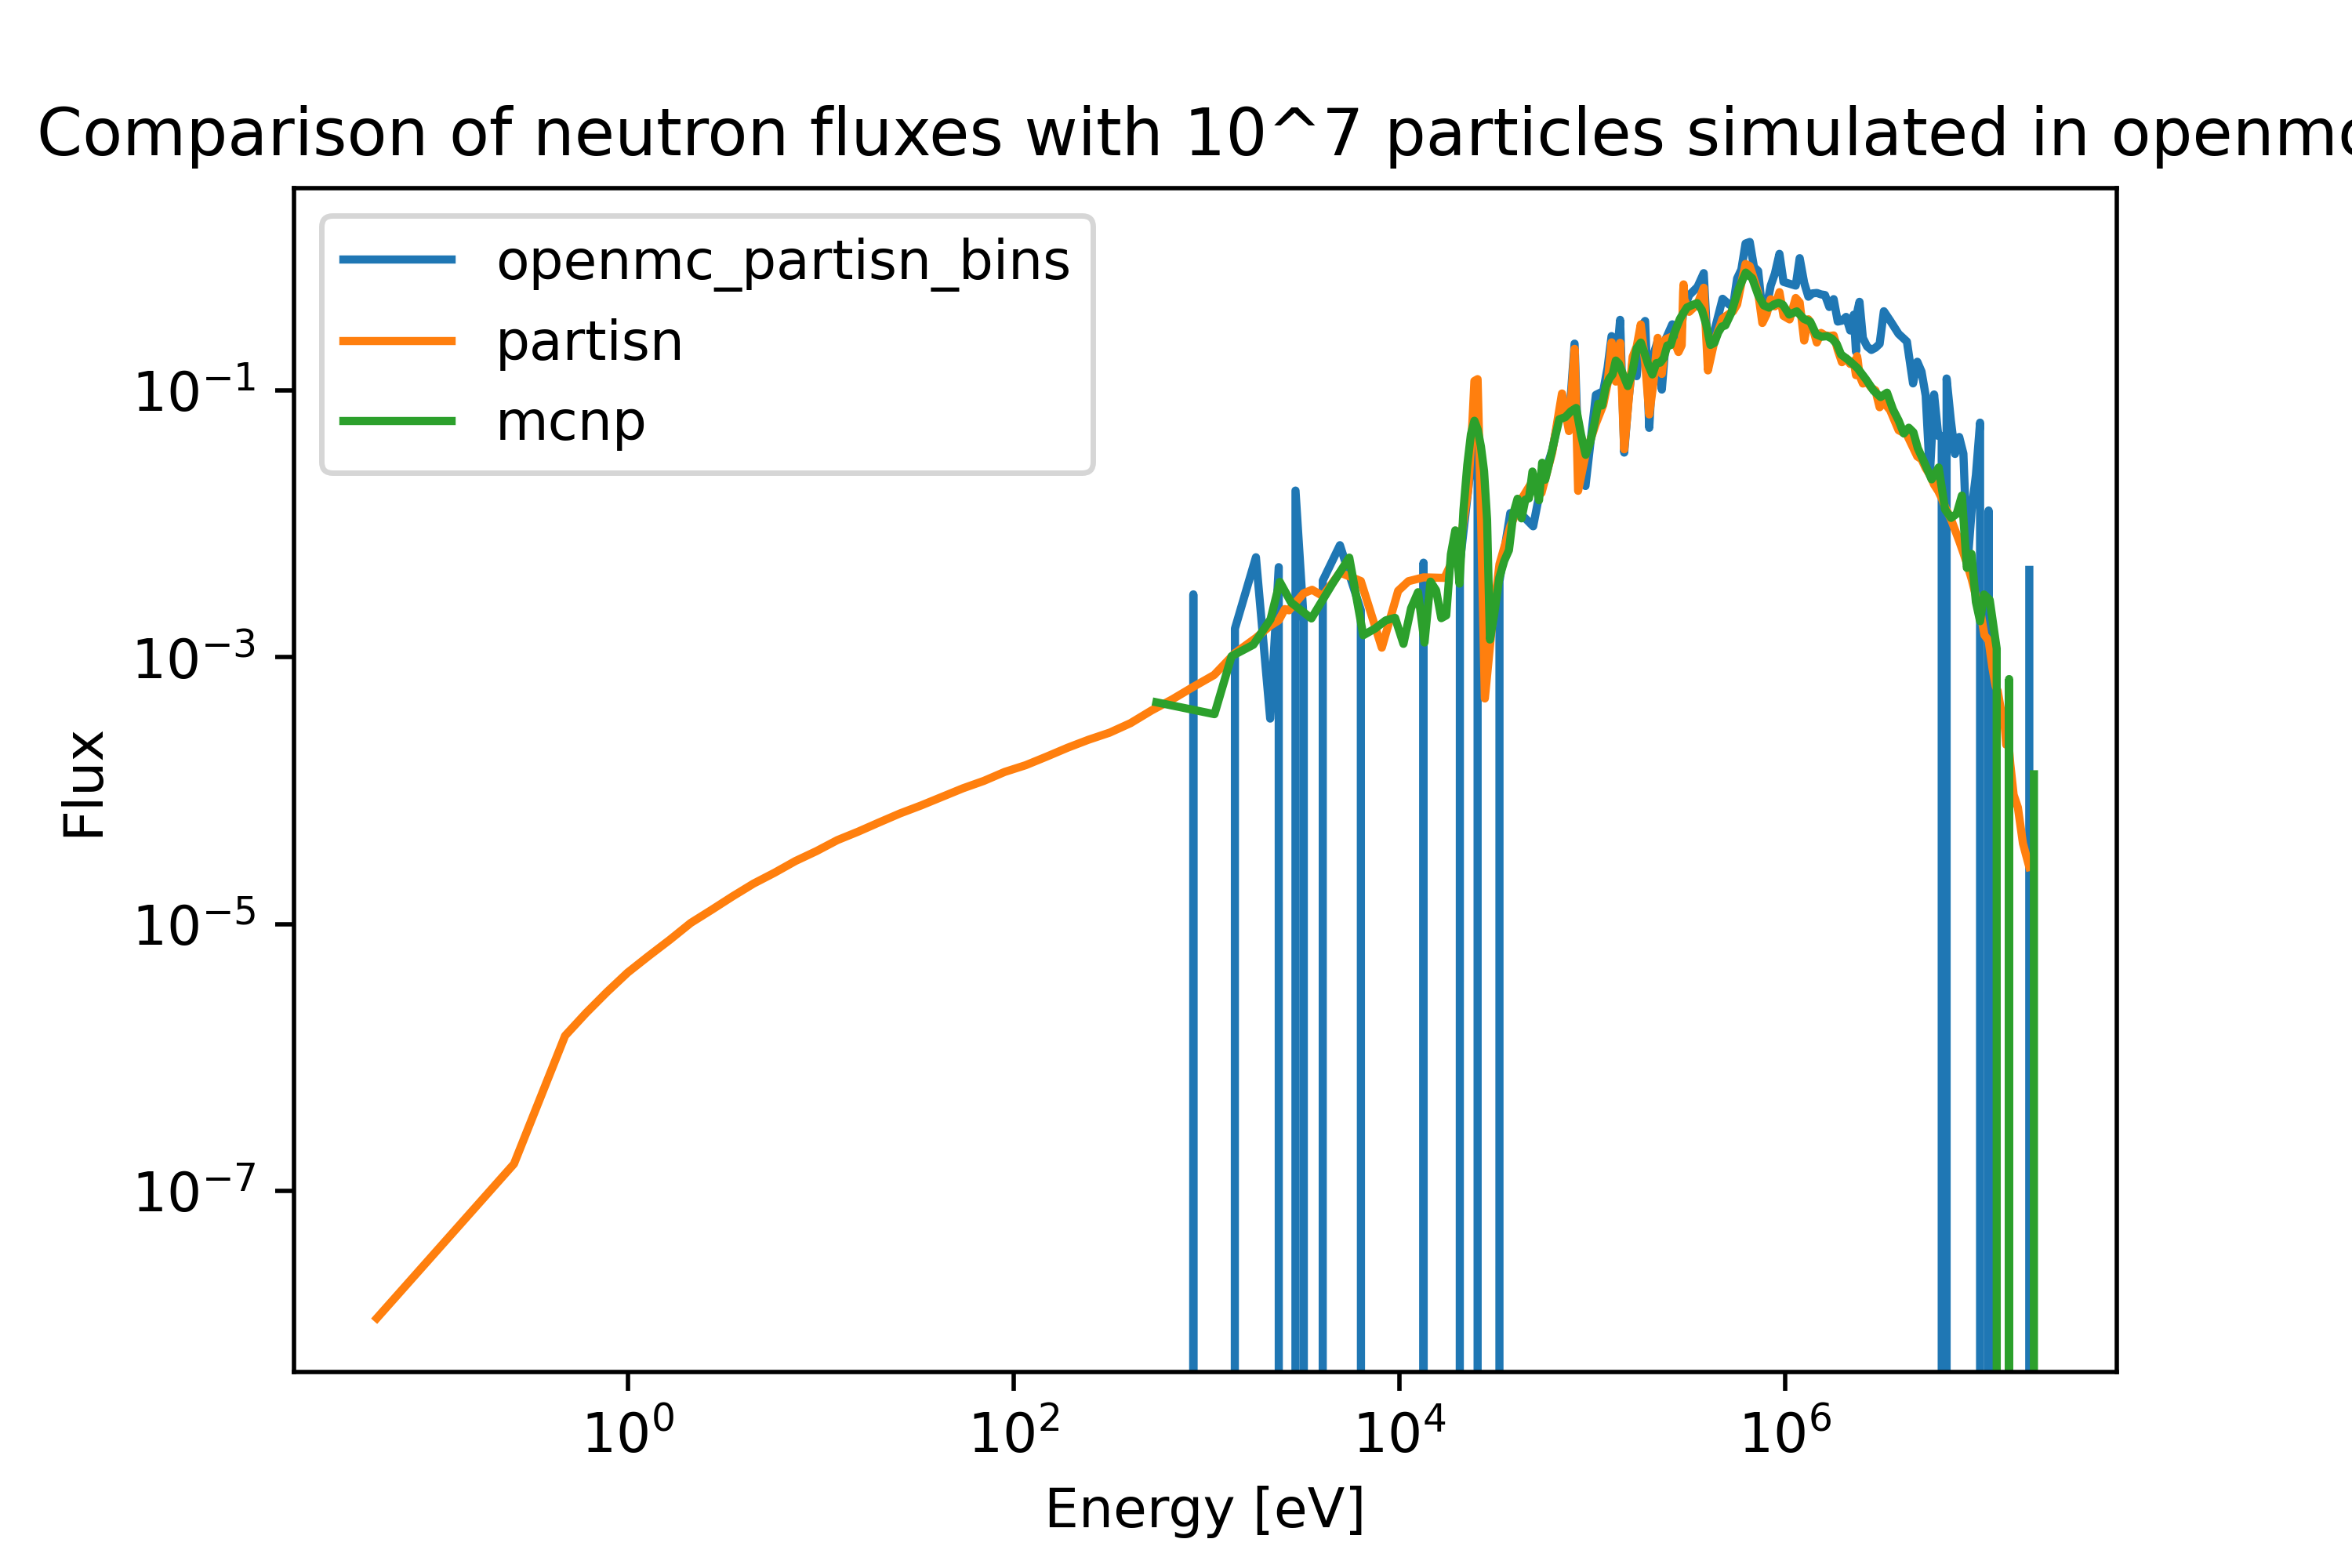 Comparison of neutron fluxes with 10^7 particles simulated in openmc
openmc_partisn_bins
partisn
mcnp
10⁻¹
10⁻³
10⁻⁵
10⁻⁷
Flux
10⁰ 10² 10⁴ 10⁶
Energy [eV]